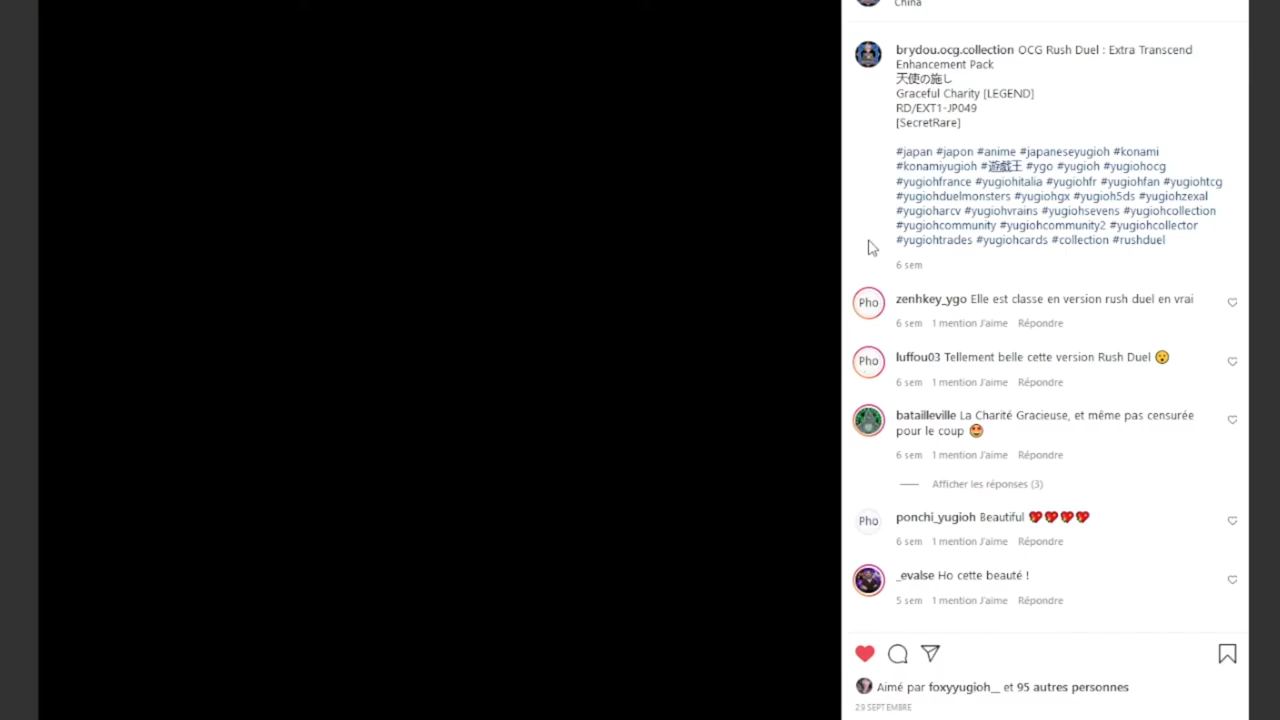 China
brydou.ocg.collection OCG Rush Duel : Extra Transcend
Enhancement Pack
天使の施し
Graceful Charity [LEGEND]
RD/EXT1-JP049
[SecretRare]
#japan #japon #anime #japaneseyugioh #konami
#konamiyugioh #遊戯王 #ygo #yugioh #yugiohocg
#yugiohfrance #yugiohitalia #yugiohfr #yugiohfan #yugiohtcg
#yugiohduelmonsters #yugiohgx #yugioh5ds #yugiohzexal
#yugioharcv #yugiohvrains #yugiohsevens #yugiohcollection
#yugiohcommunity #yugiohcommunity2 #yugiohcollector
#yugiohtrades #yugiohcards #collection #rushduel
6 sem
Pho
zenhkey_ygo Elle est classe en version rush duel en vrai
6 sem 1 mention J'aime Répondre
Pho
luffou03 Tellement belle cette version Rush Duel 😮
6 sem 1 mention J'aime Répondre
batailleville La Charité Gracieuse, et même pas censurée
pour le coup 😍
6 sem 1 mention J'aime Répondre
Afficher les réponses (3)
Pho
ponchi_yugioh Beautiful 💖💖💖💖
6 sem 1 mention J'aime Répondre
_evalse Ho cette beauté !
5 sem 1 mention J'aime Répondre
Aimé par foxyyugioh__ et 95 autres personnes
29 SEPTEMBRE